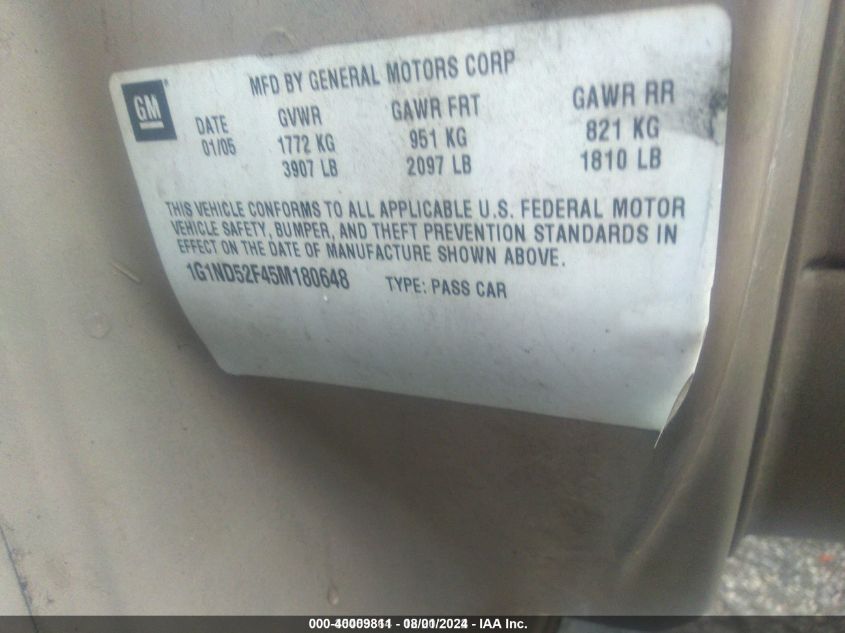 GM
MFD BY GENERAL MOTORS CORP
DATE GVWR GAWR FRT GAWR RR
01/05 1772 KG 951 KG 821 KG
3907 LB 2097 LB 1810 LB
THIS VEHICLE CONFORMS TO ALL APPLICABLE U.S. FEDERAL MOTOR
VEHICLE SAFETY, BUMPER, AND THEFT PREVENTION STANDARDS IN
EFFECT ON THE DATE OF MANUFACTURE SHOWN ABOVE.
1G1ND52F45M180648 TYPE: PASS CAR
© IAA, Inc.